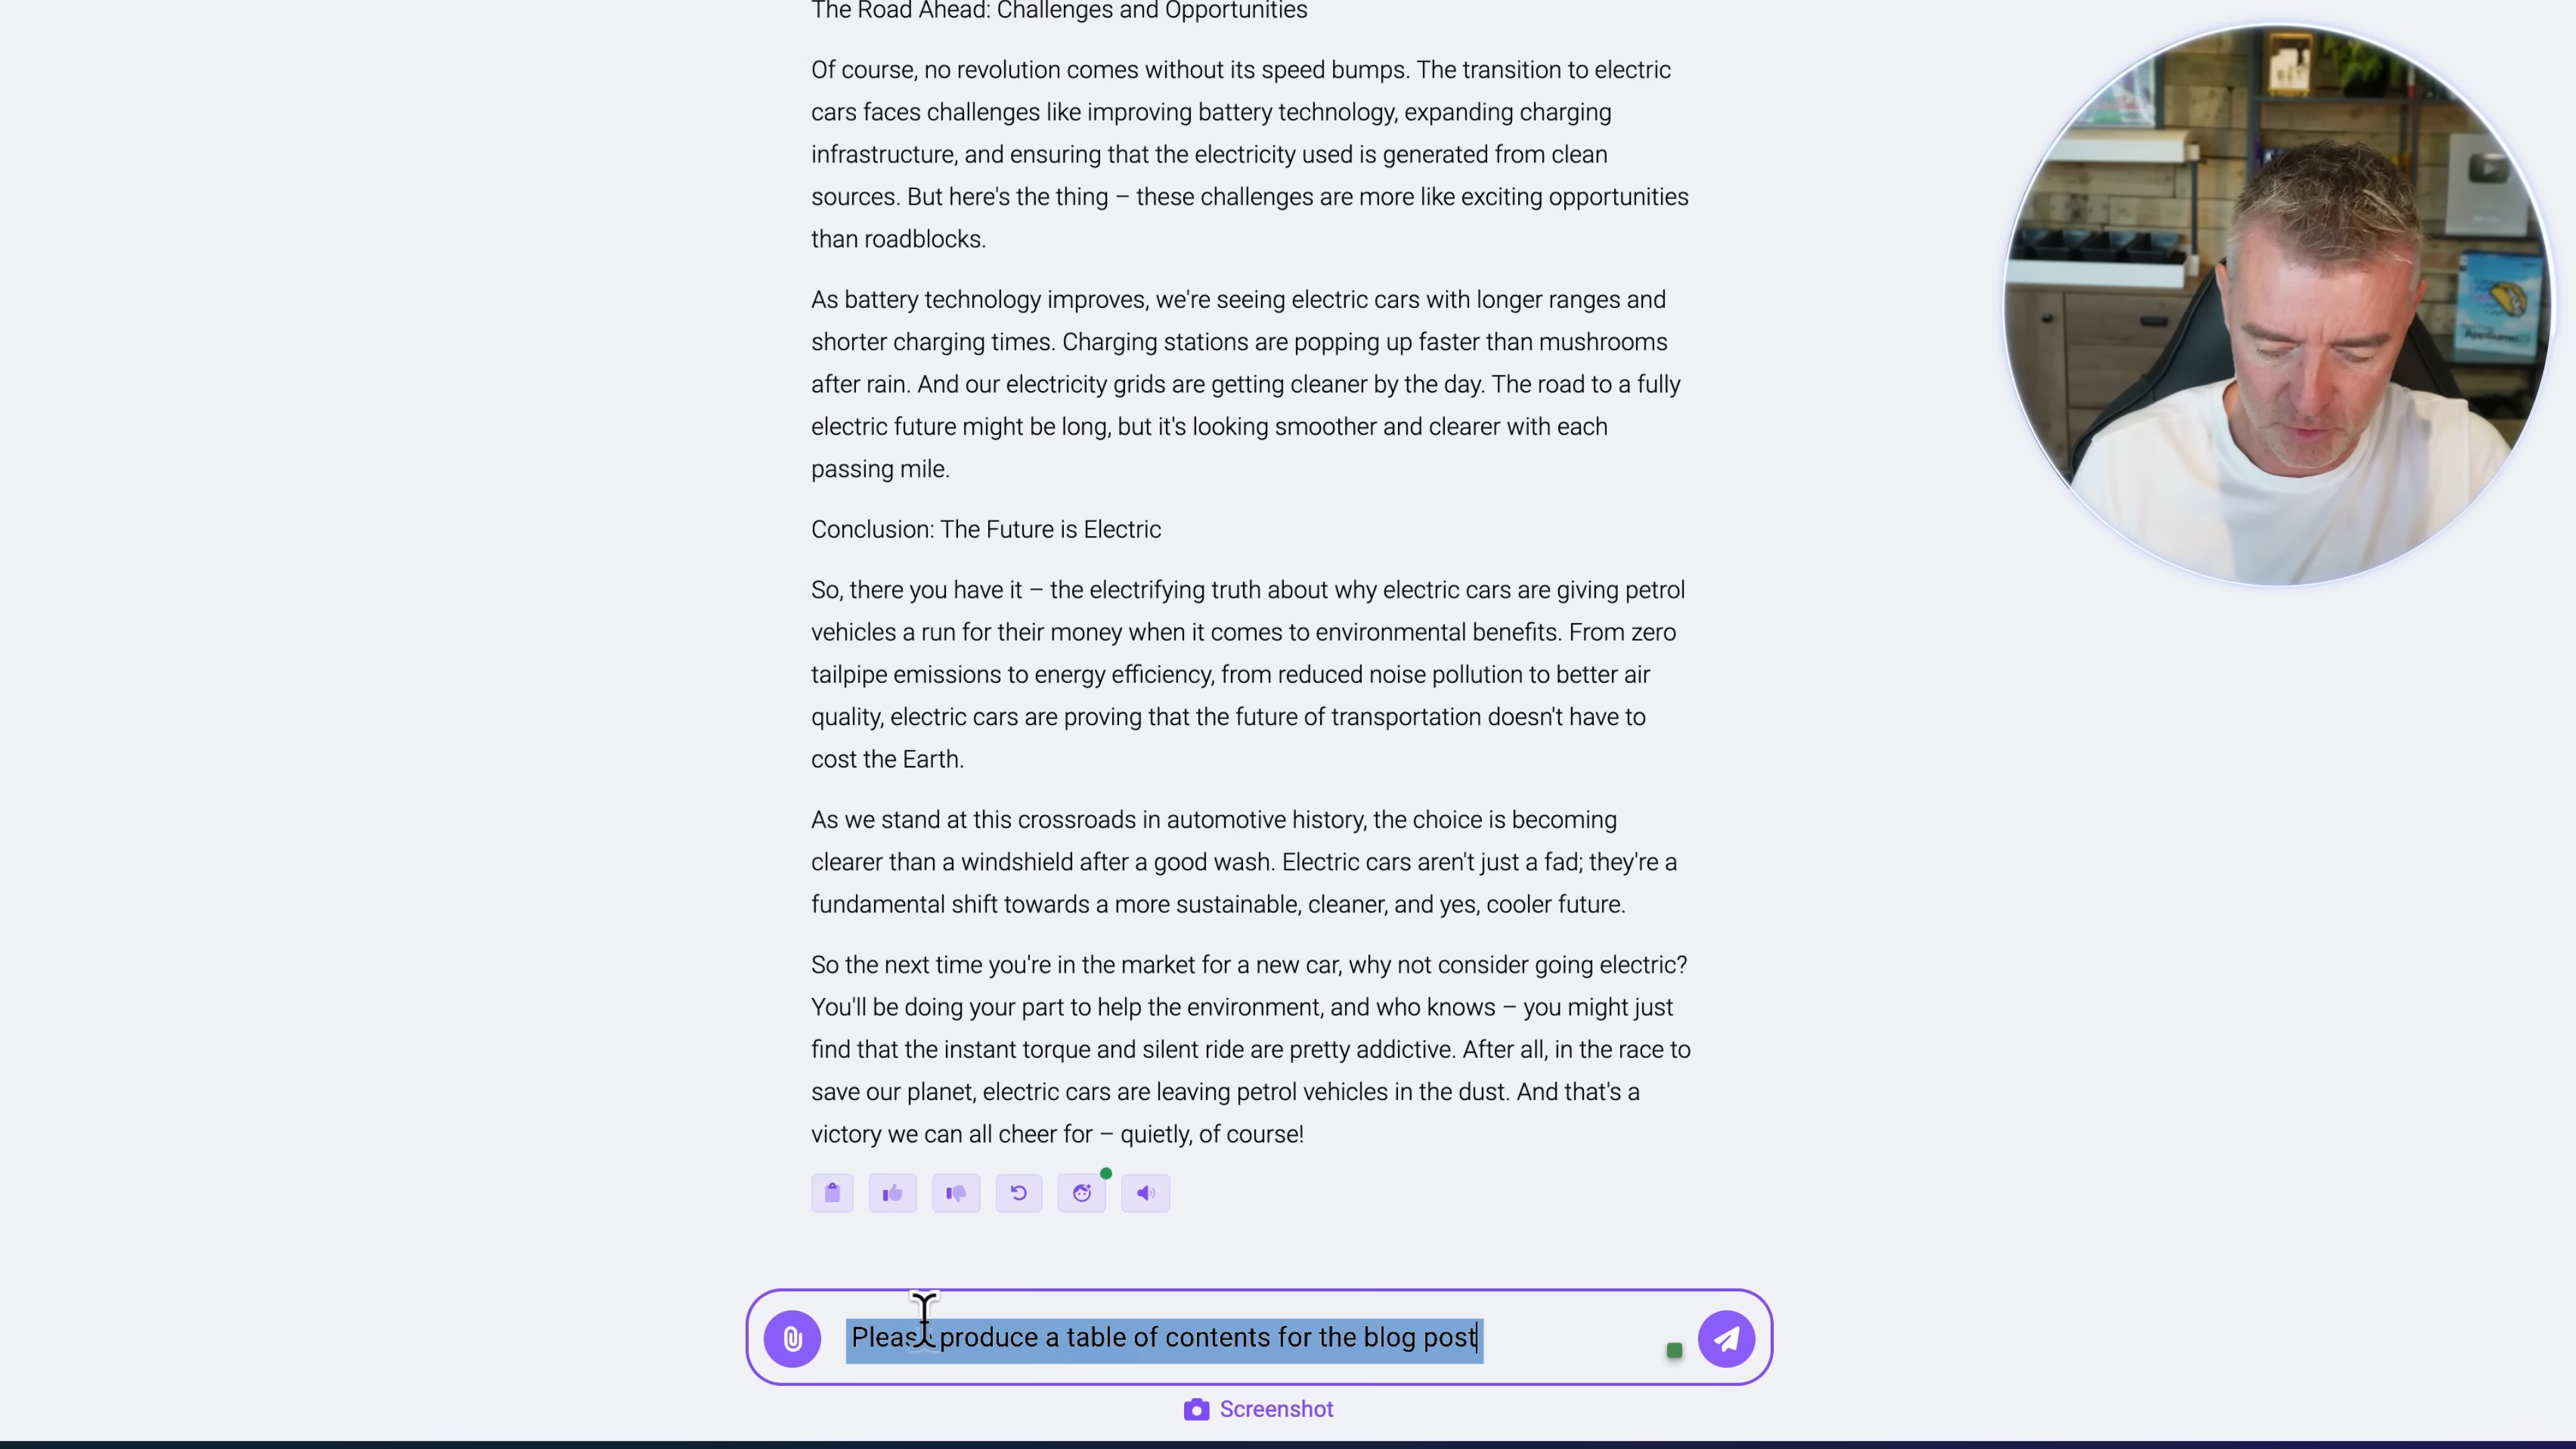 The Road Ahead: Challenges and Opportunities
Of course, no revolution comes without its speed bumps. The transition to electric
cars faces challenges like improving battery technology, expanding charging
infrastructure, and ensuring that the electricity used is generated from clean
sources. But here's the thing – these challenges are more like exciting opportunities
than roadblocks.
As battery technology improves, we're seeing electric cars with longer ranges and
shorter charging times. Charging stations are popping up faster than mushrooms
after rain. And our electricity grids are getting cleaner by the day. The road to a fully
electric future might be long, but it's looking smoother and clearer with each
passing mile.
Conclusion: The Future is Electric
So, there you have it – the electrifying truth about why electric cars are giving petrol
vehicles a run for their money when it comes to environmental benefits. From zero
tailpipe emissions to energy efficiency, from reduced noise pollution to better air
quality, electric cars are proving that the future of transportation doesn't have to
cost the Earth.
As we stand at this crossroads in automotive history, the choice is becoming
clearer than a windshield after a good wash. Electric cars aren't just a fad; they're a
fundamental shift towards a more sustainable, cleaner, and yes, cooler future.
So the next time you're in the market for a new car, why not consider going electric?
You'll be doing your part to help the environment, and who knows – you might just
find that the instant torque and silent ride are pretty addictive. After all, in the race to
save our planet, electric cars are leaving petrol vehicles in the dust. And that's a
victory we can all cheer for – quietly, of course!
Please produce a table of contents for the blog post
Screenshot